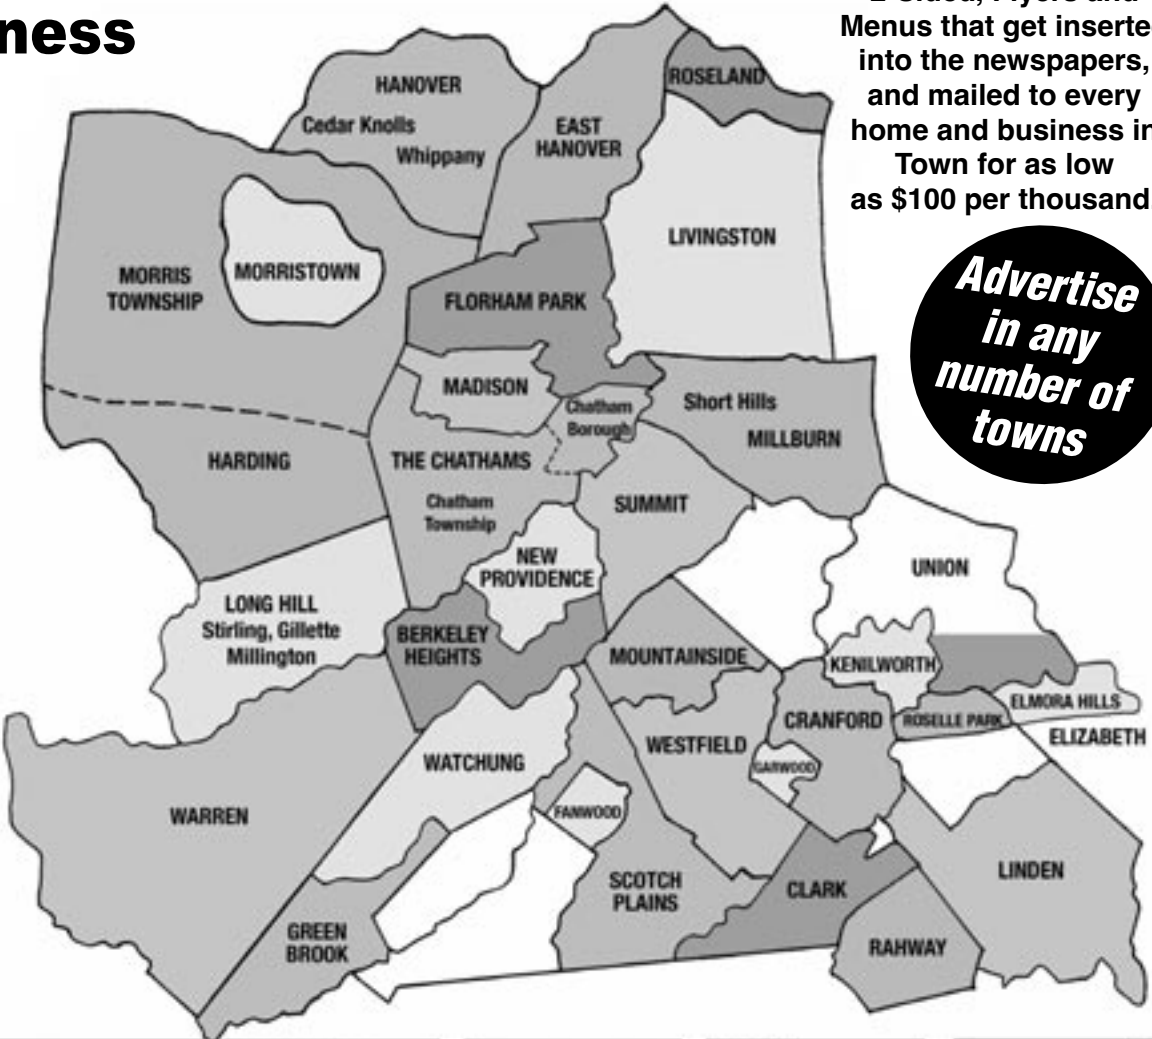 ness
Menus that get inserte
into the newspapers,
and mailed to every
home and business in
Town for as low
as $100 per thousand.
Advertise
in any
number of
towns
HANOVER
Cedar Knolls
Whippany
EAST
HANOVER
ROSELAND
LIVINGSTON
MORRIS
TOWNSHIP
MORRISTOWN
FLORHAM PARK
MADISON
Chatham
Borough
Short Hills
MILLBURN
HARDING
THE CHATHAMS
Chatham
Township
SUMMIT
NEW
PROVIDENCE
UNION
LONG HILL
Stirling, Gillette
Millington
BERKELEY
HEIGHTS
MOUNTAINSIDE
KENILWORTH
ELMORA HILLS
ROSELLE PARK
CRANFORD
ELIZABETH
WESTFIELD
GARWOOD
WATCHUNG
WARREN
FANWOOD
SCOTCH
PLAINS
CLARK
LINDEN
GREEN
BROOK
RAHWAY